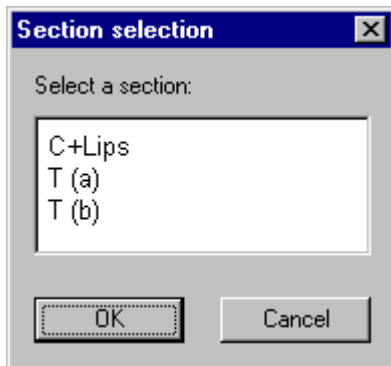 Section selection
Select a section:
C+Lips
T (a)
T (b)
OK Cancel